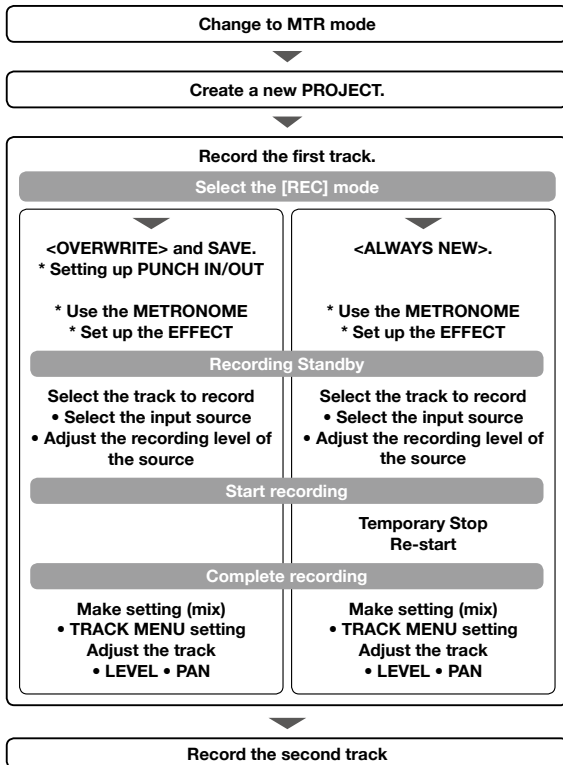 Change to MTR mode
Create a new PROJECT.
Record the first track.
Select the [REC] mode
<OVERWRITE> and SAVE.
* Setting up PUNCH IN/OUT
* Use the METRONOME
* Set up the EFFECT
<ALWAYS NEW>.
* Use the METRONOME
* Set up the EFFECT
Recording Standby
Select the track to record
• Select the input source
• Adjust the recording level of
the source
Select the track to record
• Select the input source
• Adjust the recording level of
the source
Start recording
Temporary Stop
Re-start
Complete recording
Make setting (mix)
• TRACK MENU setting
Adjust the track
• LEVEL • PAN
Make setting (mix)
• TRACK MENU setting
Adjust the track
• LEVEL • PAN
Record the second track